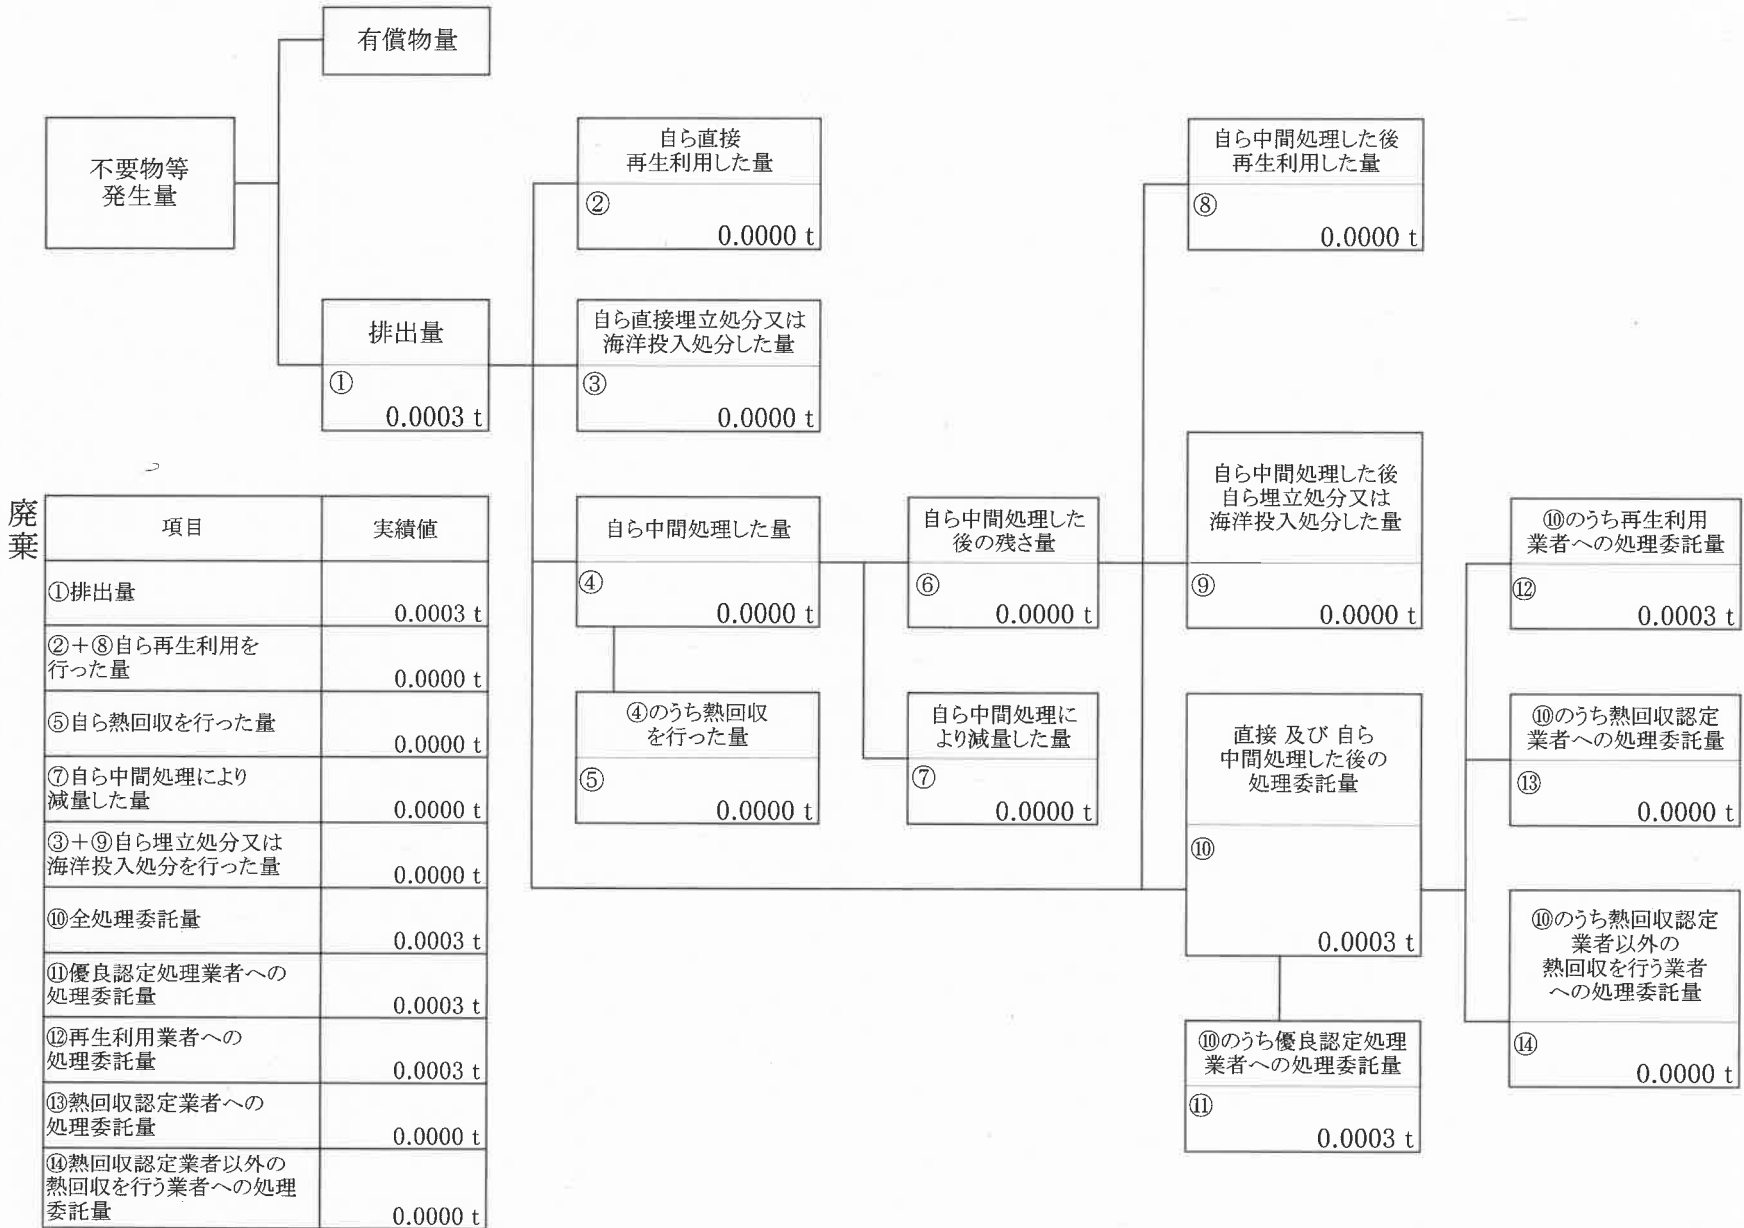 有償物量
不要物等
発生量
自ら直接
再生利用した量
②
0.0000 t
自ら中間処理した後
再生利用した量
⑧
0.0000 t
排出量
①
0.0003 t
自ら直接埋立処分又は
海洋投入処分した量
③
0.0000 t
廃棄
項目
実績値
①排出量
0.0003 t
②＋⑧自ら再生利用を
行った量
0.0000 t
⑤自ら熱回収を行った量
0.0000 t
⑦自ら中間処理により
減量した量
0.0000 t
③＋⑨自ら埋立処分又は
海洋投入処分を行った量
0.0000 t
⑩全処理委託量
0.0003 t
⑪優良認定処理業者への
処理委託量
0.0003 t
⑫再生利用業者への
処理委託量
0.0003 t
⑬熱回収認定業者への
処理委託量
0.0000 t
⑭熱回収認定業者以外の
熱回収を行う業者への処理
委託量
0.0000 t
自ら中間処理した量
④
0.0000 t
④のうち熱回収
を行った量
⑤
0.0000 t
自ら中間処理した
後の残さ量
⑥
0.0000 t
自ら中間処理に
より減量した量
⑦
0.0000 t
自ら中間処理した後
自ら埋立処分又は
海洋投入処分した量
⑨
0.0000 t
直接 及び 自ら
中間処理した後の
処理委託量
⑩
0.0003 t
⑩のうち優良認定処理
業者への処理委託量
⑪
0.0003 t
⑩のうち再生利用
業者への処理委託量
⑫
0.0003 t
⑩のうち熱回収認定
業者への処理委託量
⑬
0.0000 t
⑩のうち熱回収認定
業者以外の
熱回収を行う業者
への処理委託量
⑭
0.0000 t